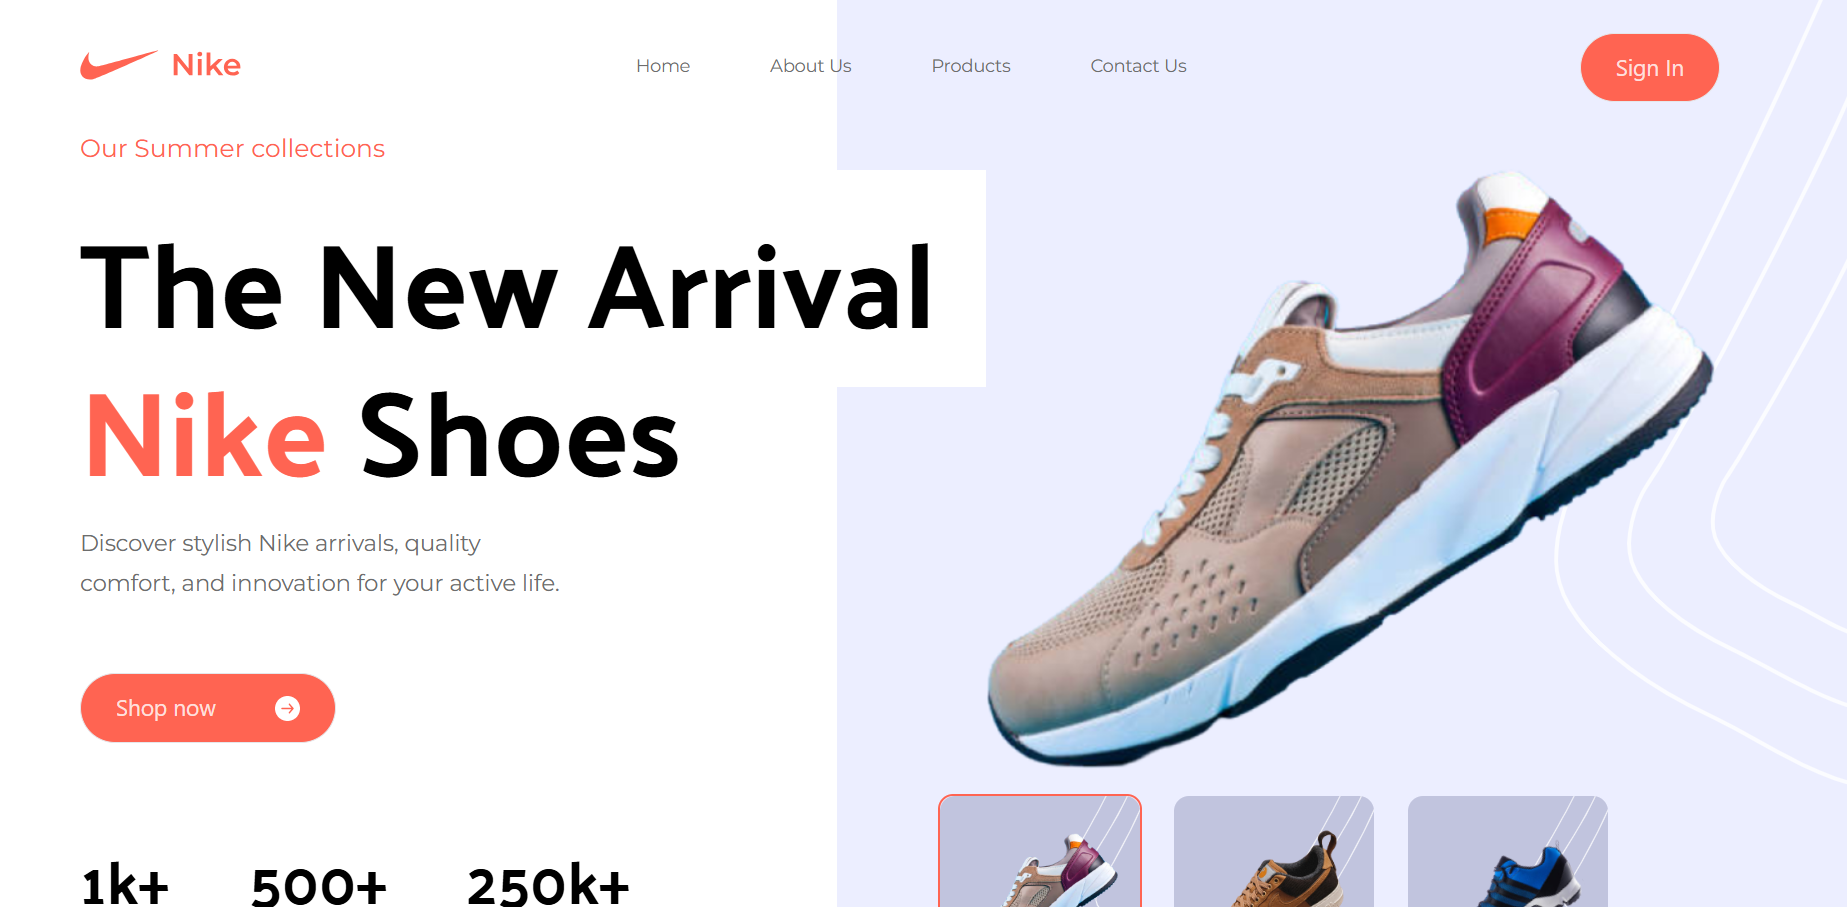 Nike
Home
About Us
Products
Contact Us
Sign In
Our Summer collections
The New Arrival
Nike Shoes
Discover stylish Nike arrivals, quality
comfort, and innovation for your active life.
Shop now
1k+
500+
250k+